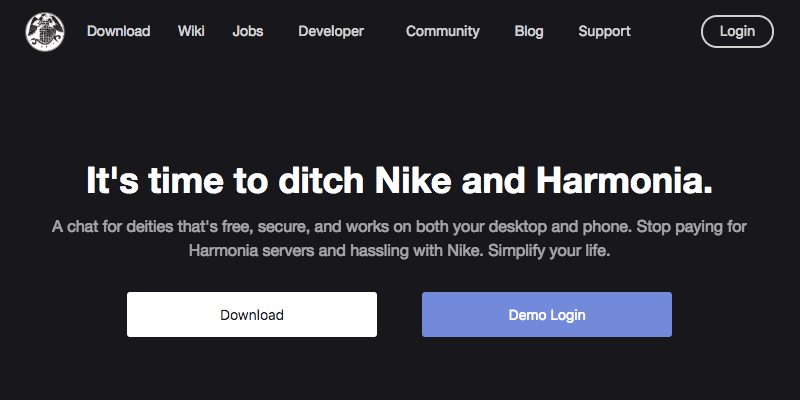 Download Wiki Jobs Developer Community Blog Support Login
It's time to ditch Nike and Harmonia.
A chat for deities that's free, secure, and works on both your desktop and phone. Stop paying for
Harmonia servers and hassling with Nike. Simplify your life.
Download Demo Login